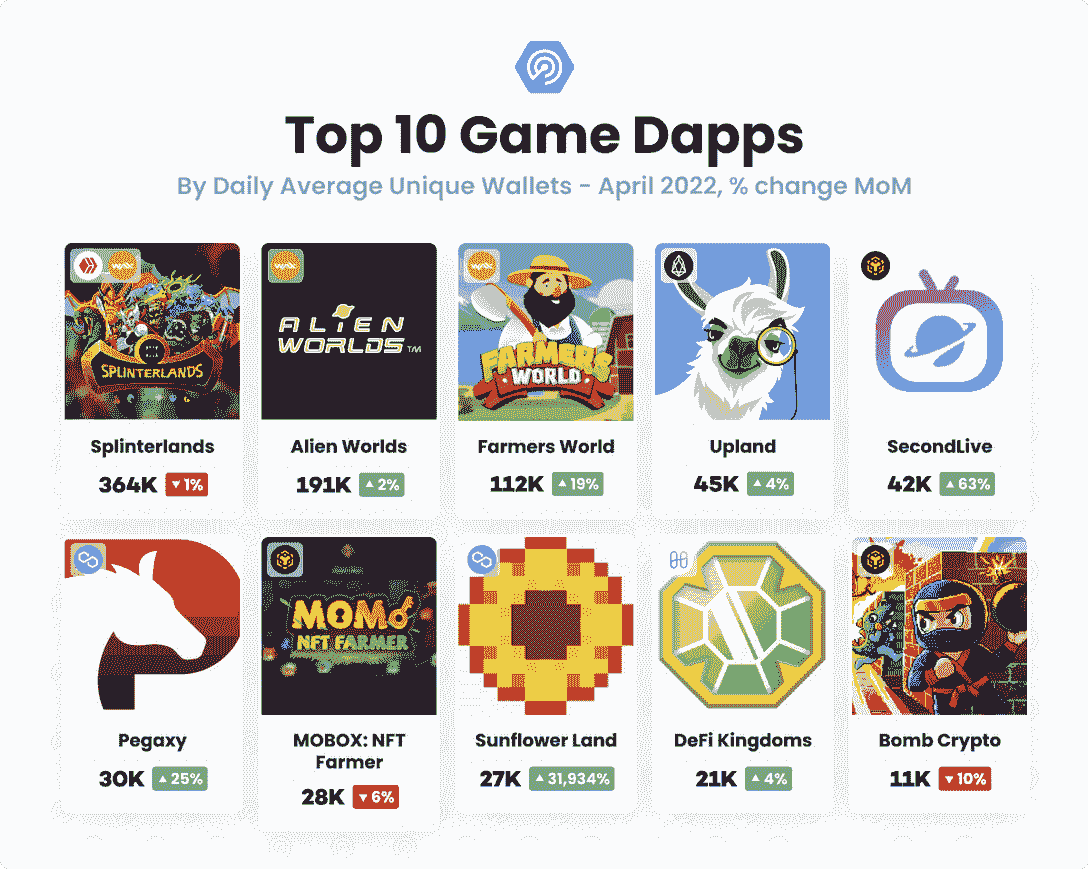 Top 10 Game Dapps
By Daily Average Unique Wallets - April 2022, % change MoM
SPLINTERLANDS
ALIEN
WORLDS™
FARMERS
WORLD
Splinterlands
Alien Worlds
Farmers World
Upland
SecondLive
364K ▼ 1%
191K ▲ 2%
112K ▲ 19%
45K ▲ 4%
42K ▲ 63%
MOMO
NFT FARMER
Pegaxy
MOBOX: NFT
Farmer
Sunflower Land
DeFi Kingdoms
Bomb Crypto
30K ▲ 25%
28K ▼ 6%
27K ▲ 31,934%
21K ▲ 4%
11K ▼ 10%